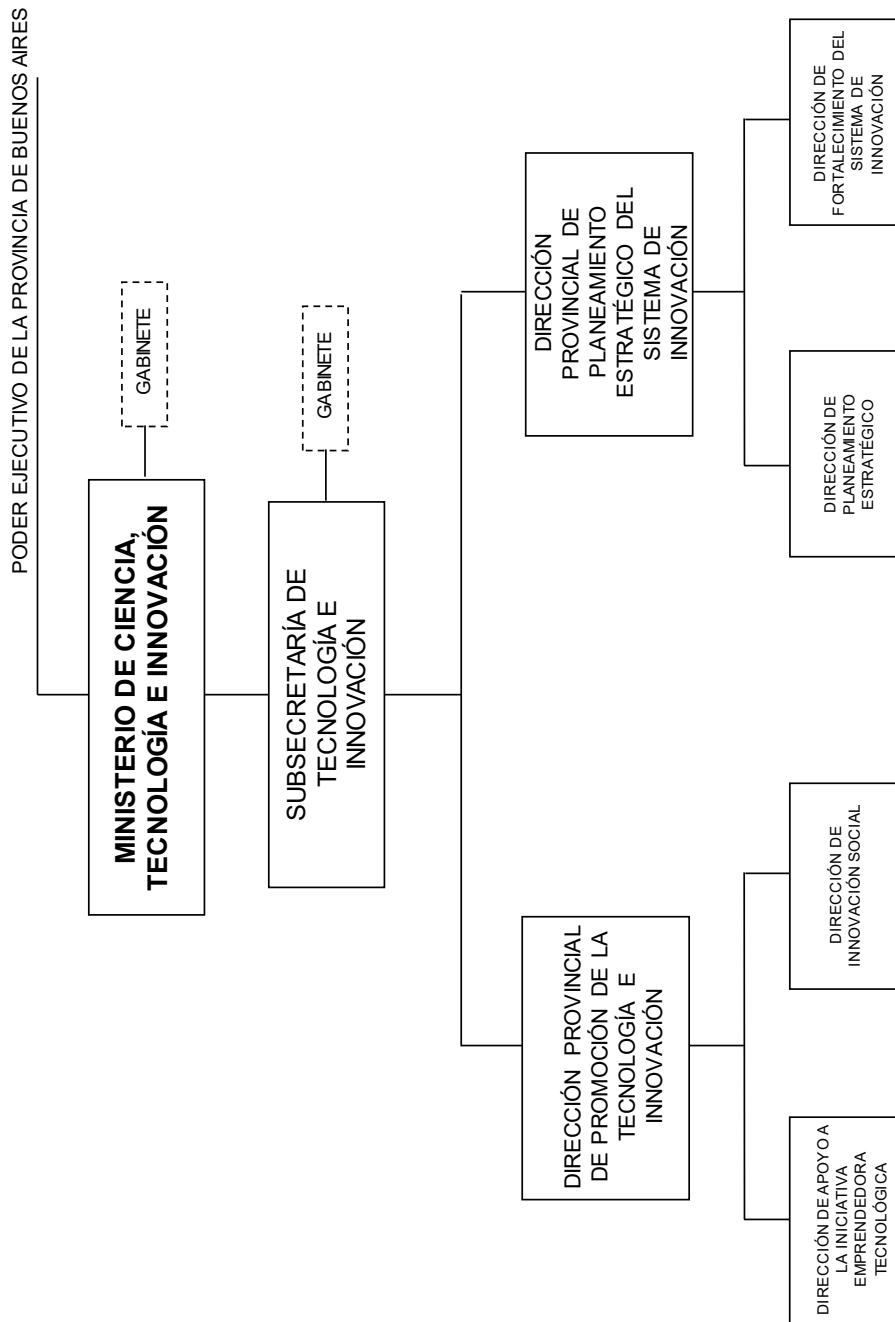 PODER EJECUTIVO DE LA PROVINCIA DE BUENOS AIRES
MINISTERIO DE CIENCIA,
TECNOLOGÍA E INNOVACIÓN
GABINETE
SUBSECRETARÍA DE
TECNOLOGÍA E
INNOVACIÓN
GABINETE
DIRECCIÓN PROVINCIAL
DE PROMOCIÓN DE LA
TECNOLOGÍA E
INNOVACIÓN
DIRECCIÓN
PROVINCIAL DE
PLANEAMIENTO
ESTRATÉGICO DEL
SISTEMA DE
INNOVACIÓN
DIRECCIÓN DE APOYO A
LA INICIATIVA
EMPRENDEDORA
TECNOLÓGICA
DIRECCIÓN DE
INNOVACIÓN SOCIAL
DIRECCIÓN DE
PLANEAMIENTO
ESTRATÉGICO
DIRECCIÓN DE
FORTALECIMIENTO DEL
SISTEMA DE
INNOVACIÓN